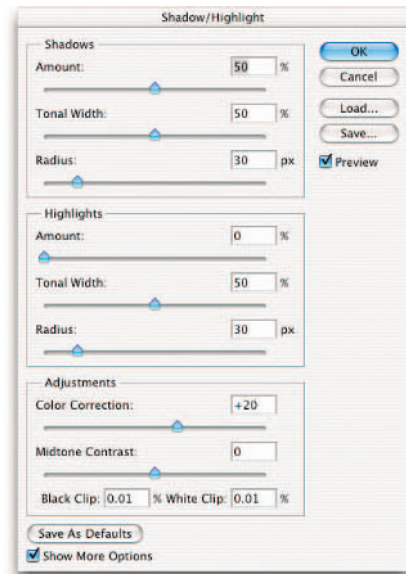 Shadow/Highlight
Shadows
Amount: 50 %
Tonal Width: 50 %
Radius: 30 px
Highlights
Amount: 0 %
Tonal Width: 50 %
Radius: 30 px
Adjustments
Color Correction: +20
Midtone Contrast: 0
Black Clip: 0.01 % White Clip: 0.01 %
Save As Defaults
Show More Options
OK
Cancel
Load...
Save...
Preview